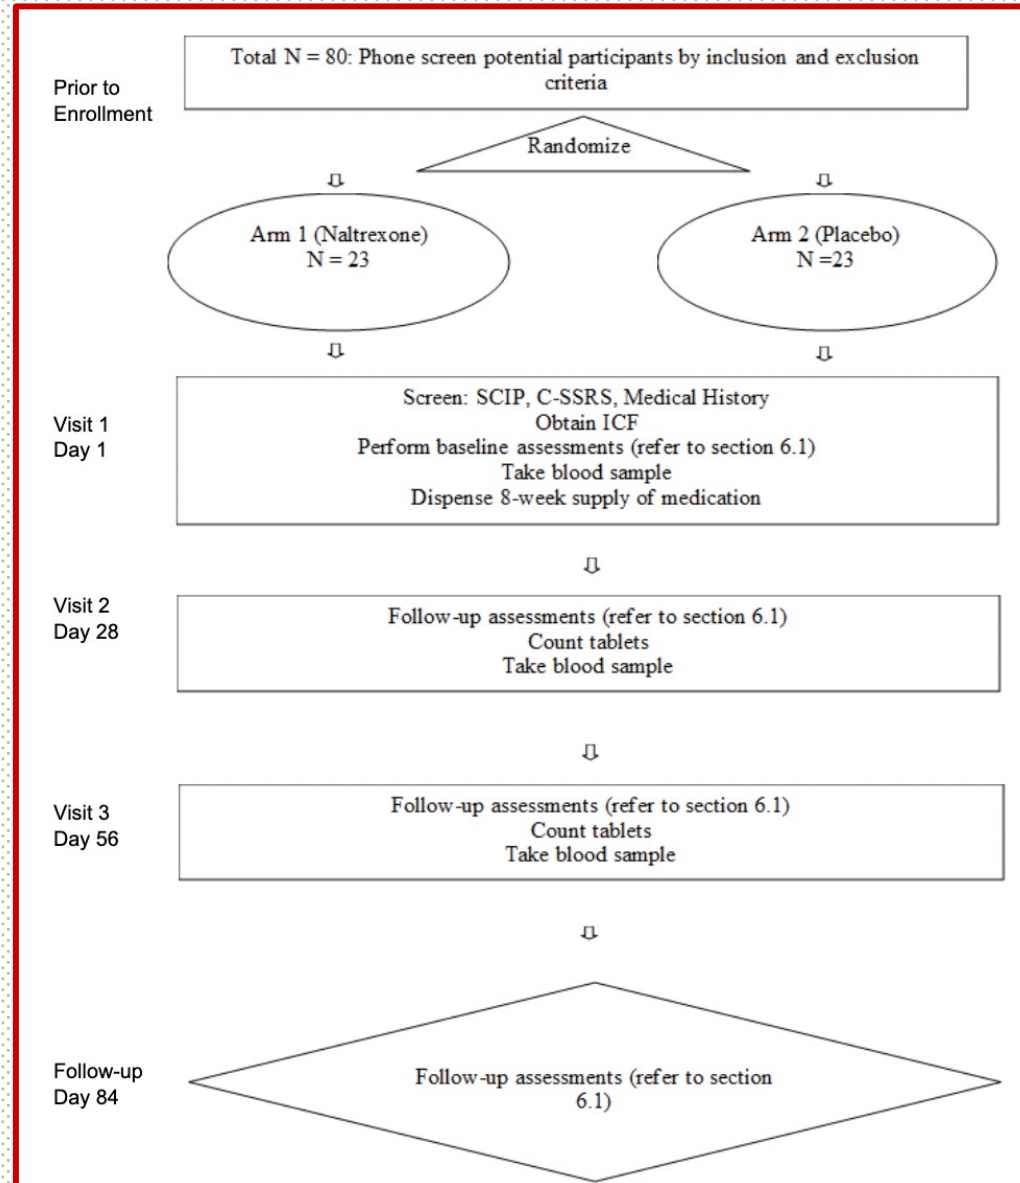 Prior to
Enrollment
Total N = 80: Phone screen potential participants by inclusion and exclusion
criteria
Randomize
Arm 1 (Naltrexone)
N = 23
Arm 2 (Placebo)
N =23
Visit 1
Day 1
Screen: SCIP, C-SSRS, Medical History
Obtain ICF
Perform baseline assessments (refer to section 6.1)
Take blood sample
Dispense 8-week supply of medication
Visit 2
Day 28
Follow-up assessments (refer to section 6.1)
Count tablets
Take blood sample
Visit 3
Day 56
Follow-up assessments (refer to section 6.1)
Count tablets
Take blood sample
Follow-up
Day 84
Follow-up assessments (refer to section
6.1)